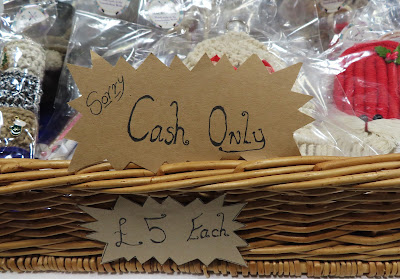 Sorry
Cash Only
£5 Each